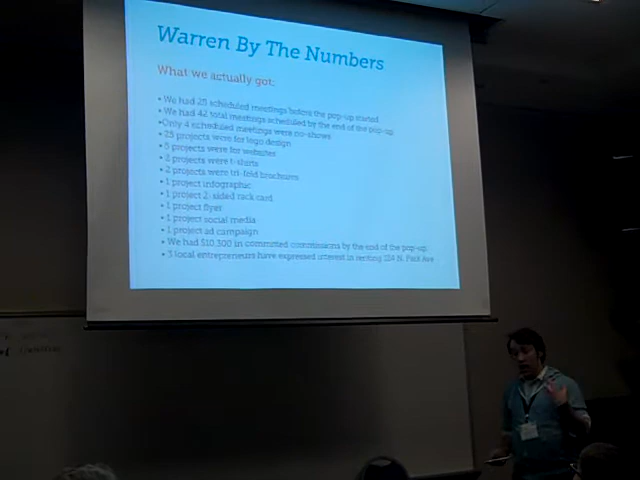 Warren By The Numbers
What we actually got:
• We had 25 scheduled meetings before the pop-up started
• We had 42 total meetings scheduled by the end of the pop-up
• Only 4 scheduled meetings were no-shows
• 25 projects were for logo design
• 5 projects were for websites
• 2 projects were t-shirts
• 2 projects were tri-fold brochures
• 1 project infographic
• 1 project 2-sided rack card
• 1 project flyer
• 1 project social media
• 1 project ad campaign
• We had $10,300 in committed commissions by the end of the pop-up
• 3 local entrepreneurs have expressed interest in renting N. Park Ave